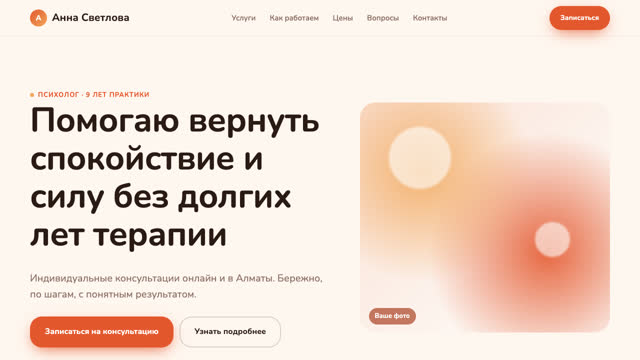 А Анна Светлова
Услуги Как работаем Цены Вопросы Контакты
Записаться
ПСИХОЛОГ · 9 ЛЕТ ПРАКТИКИ
Помогаю вернуть
спокойствие и
силу без долгих
лет терапии
Индивидуальные консультации онлайн и в Алматы. Бережно,
по шагам, с понятным результатом.
Записаться на консультацию
Узнать подробнее
Ваше фото